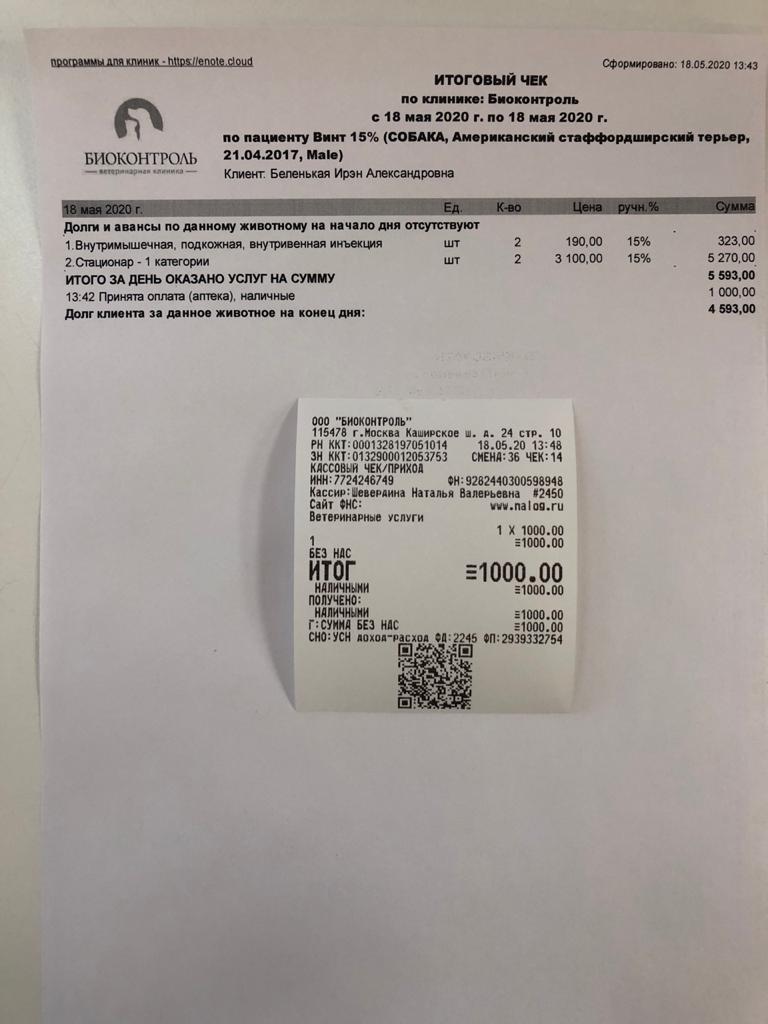 программы для клиник - https://enote.cloud
Сформировано: 18.05.2020 13:43
ИТОГОВЫЙ ЧЕК
по клинике: Биоконтроль
с 18 мая 2020 г. по 18 мая 2020 г.
по пациенту Винт 15% (СОБАКА, Американский стаффордширский терьер,
21.04.2017, Male)
Клиент: Беленькая Ирэн Александровна
БИОКОНТРОЛЬ
ветеринарная клиника
18 мая 2020 г. Ед. К-во Цена ручн.% Сумма
Долги и авансы по данному животному на начало дня отсутствуют
1.Внутримышечная, подкожная, внутривенная инъекция шт 2 190,00 15% 323,00
2.Стационар - 1 категории шт 2 3 100,00 15% 5 270,00
ИТОГО ЗА ДЕНЬ ОКАЗАНО УСЛУГ НА СУММУ 5 593,00
13:42 Принята оплата (аптека), наличные 1 000,00
Долг клиента за данное животное на конец дня: 4 593,00
ООО "БИОКОНТРОЛЬ"
115478 г.Москва Каширское ш. д. 24 стр. 10
РН ККТ:0001328197051014 18.05.20 13:48
ЗН ККТ:0132900012053753 СМЕНА:36 ЧЕК:14
КАССОВЫЙ ЧЕК/ПРИХОД
ИНН:7724246749 ФН:9282440300598948
Кассир:Шевердина Наталья Валерьевна #2450
Сайт ФНС: www.nalog.ru
Ветеринарные услуги
1 X 1000.00
1 ≡1000.00
БЕЗ НДС
ИТОГ ≡1000.00
НАЛИЧНЫМИ ≡1000.00
ПОЛУЧЕНО:
НАЛИЧНЫМИ ≡1000.00
Г:СУММА БЕЗ НДС ≡1000.00
СНО:УСН доход-расход ФД:2245 ФП:2939332754